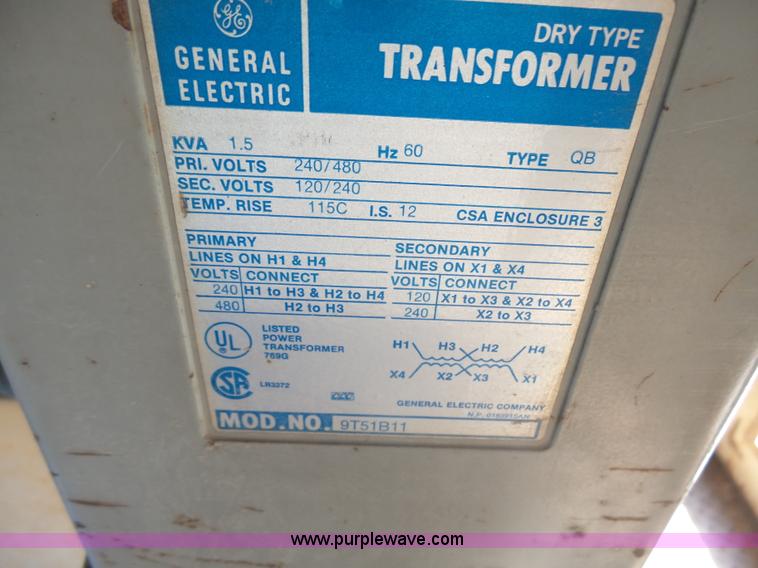 GE
GENERAL ELECTRIC
DRY TYPE
TRANSFORMER
KVA 1.5 Hz 60 TYPE QB
PRI. VOLTS 240/480
SEC. VOLTS 120/240
TEMP. RISE 115C I.S. 12 CSA ENCLOSURE 3
PRIMARY
LINES ON H1 & H4
VOLTS CONNECT
240 H1 to H3 & H2 to H4
480 H2 to H3
SECONDARY
LINES ON X1 & X4
VOLTS CONNECT
120 X1 to X3 & X2 to X4
240 X2 to X3
UL
LISTED
POWER
TRANSFORMER
769G
SA
LR3272
H1 H3 H2 H4
X4 X2 X3 X1
GENERAL ELECTRIC COMPANY
N.P.
MOD. NO. 9T51B11
www.purplewave.com